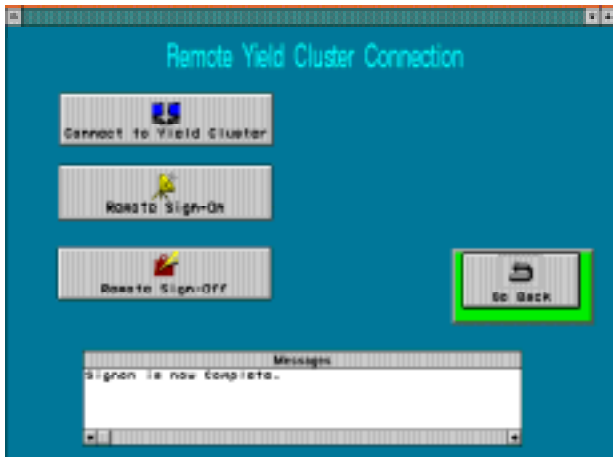 Remote Yield Cluster Connection
Connect to Yield Cluster
Remote Sign-On
Remote Sign-Off
Go Back
Messages
Signon is now Complete.